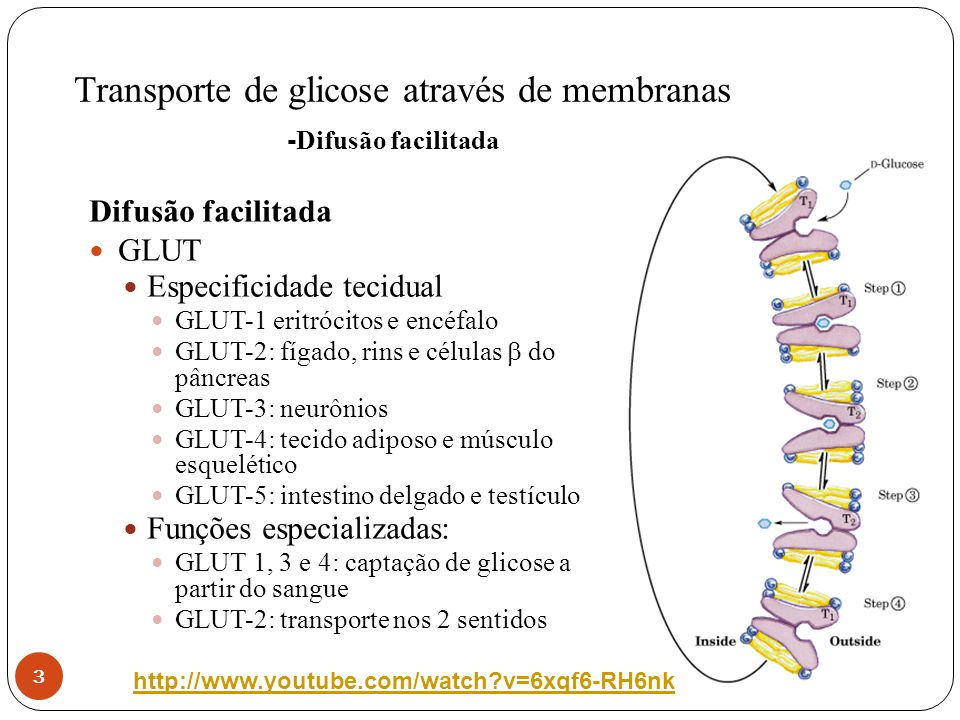 Transporte de glicose através de membranas
-Difusão facilitada
Difusão facilitada
GLUT
Especificidade tecidual
GLUT-1 eritrócitos e encéfalo
GLUT-2: fígado, rins e células β do
pâncreas
GLUT-3: neurônios
GLUT-4: tecido adiposo e músculo
esquelético
GLUT-5: intestino delgado e testículo
Funções especializadas:
GLUT 1, 3 e 4: captação de glicose a
partir do sangue
GLUT-2: transporte nos 2 sentidos
D-Glucose
T1
Step 1
T1
Step 2
T2
Step 3
T2
Step 4
T1
Inside
Outside
3
http://www.youtube.com/watch?v=6xqf6-RH6nk